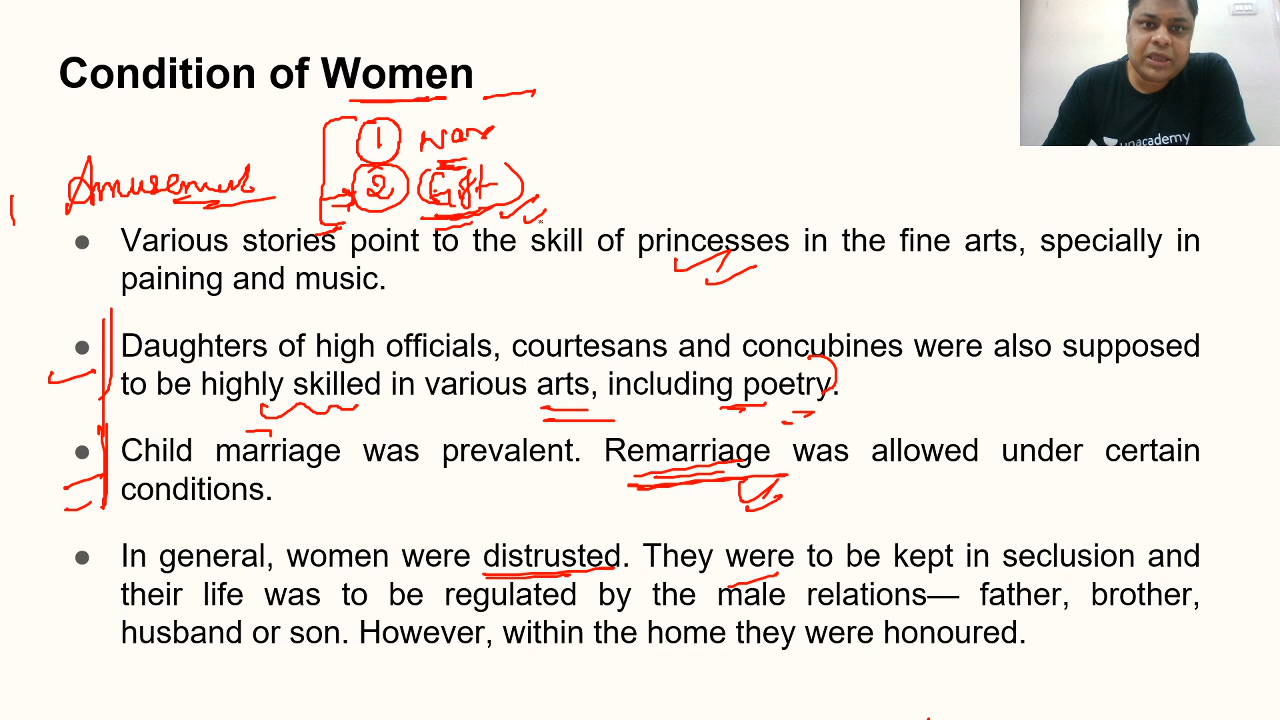 Condition of Women
1 War
Amusement 2 (Gift)
• Various stories point to the skill of princesses in the fine arts, specially in
paining and music.
• Daughters of high officials, courtesans and concubines were also supposed
to be highly skilled in various arts, including poetry.
• Child marriage was prevalent. Remarriage was allowed under certain
conditions.
• In general, women were distrusted. They were to be kept in seclusion and
their life was to be regulated by the male relations— father, brother,
husband or son. However, within the home they were honoured.
unacademy